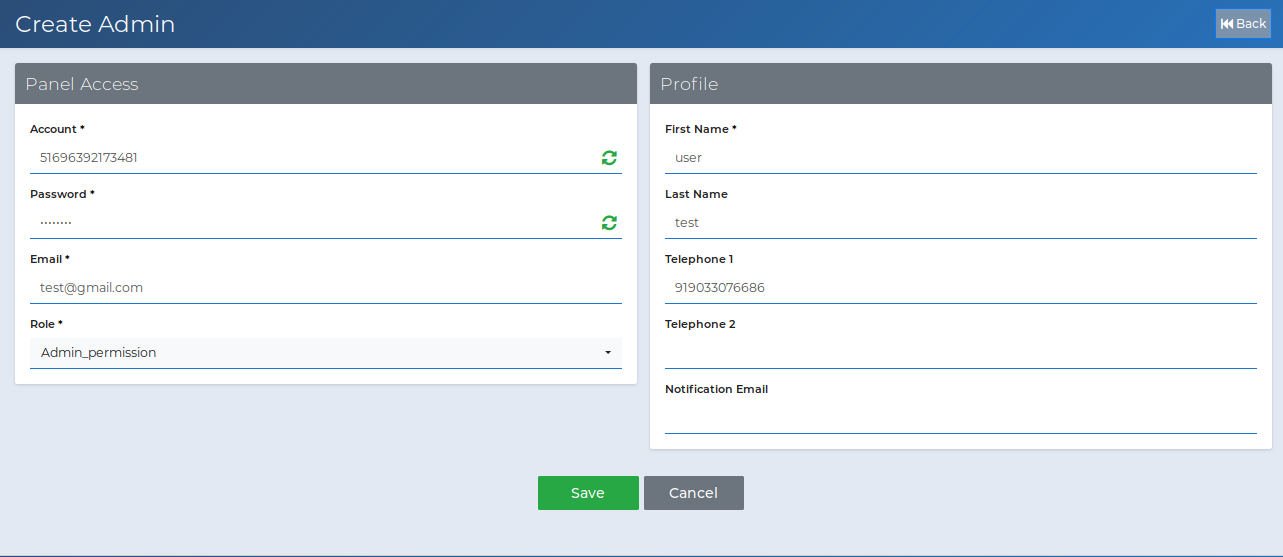 Create Admin
Back
Panel Access
Account *
51696392173481
Password *
········
Email *
test@gmail.com
Role *
Admin_permission
Profile
First Name *
user
Last Name
test
Telephone 1
919033076686
Telephone 2
Notification Email
Save
Cancel